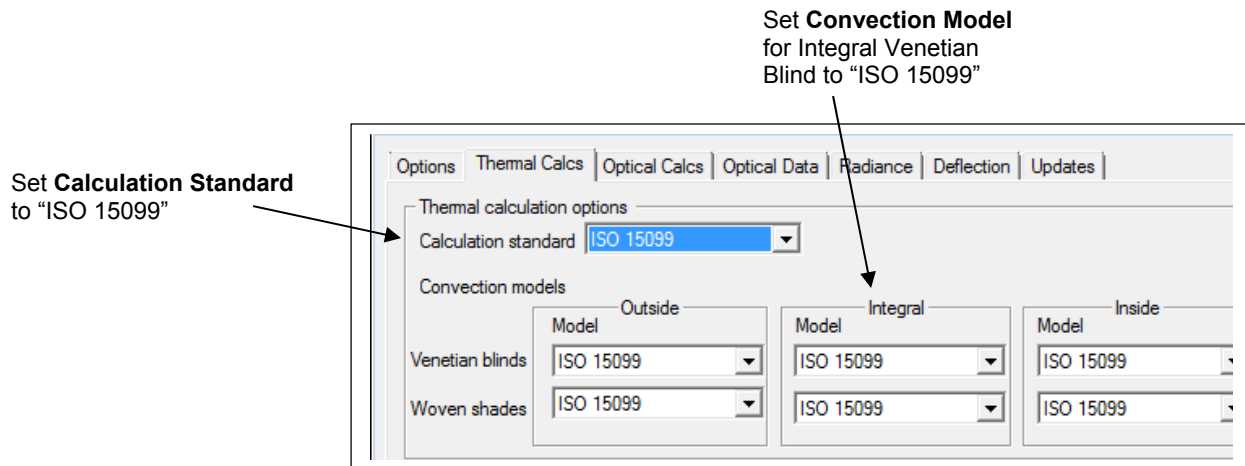 Set Convection Model
for Integral Venetian
Blind to “ISO 15099”
Set Calculation Standard
to “ISO 15099”
Options Thermal Calcs Optical Calcs Optical Data Radiance Deflection Updates
Thermal calculation options
Calculation standard ISO 15099
Convection models
Outside Integral Inside
Model Model Model
Venetian blinds ISO 15099 ISO 15099 ISO 15099
Woven shades ISO 15099 ISO 15099 ISO 15099